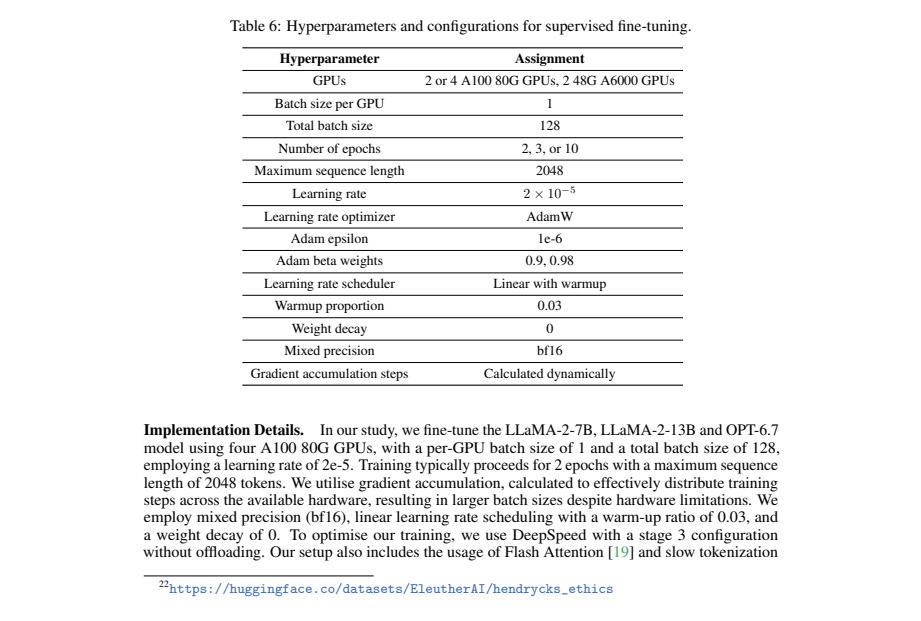 Table 6: Hyperparameters and configurations for supervised fine-tuning.
Hyperparameter Assignment
GPUs 2 or 4 A100 80G GPUs, 2 48G A6000 GPUs
Batch size per GPU 1
Total batch size 128
Number of epochs 2, 3, or 10
Maximum sequence length 2048
Learning rate 2 × 10⁻⁵
Learning rate optimizer AdamW
Adam epsilon 1e-6
Adam beta weights 0.9, 0.98
Learning rate scheduler Linear with warmup
Warmup proportion 0.03
Weight decay 0
Mixed precision bf16
Gradient accumulation steps Calculated dynamically
Implementation Details. In our study, we fine-tune the LLaMA-2-7B, LLaMA-2-13B and OPT-6.7
model using four A100 80G GPUs, with a per-GPU batch size of 1 and a total batch size of 128,
employing a learning rate of 2e-5. Training typically proceeds for 2 epochs with a maximum sequence
length of 2048 tokens. We utilise gradient accumulation, calculated to effectively distribute training
steps across the available hardware, resulting in larger batch sizes despite hardware limitations. We
employ mixed precision (bf16), linear learning rate scheduling with a warm-up ratio of 0.03, and
a weight decay of 0. To optimise our training, we use DeepSpeed with a stage 3 configuration
without offloading. Our setup also includes the usage of Flash Attention [19] and slow tokenization
²²https://huggingface.co/datasets/EleutherAI/hendrycks_ethics